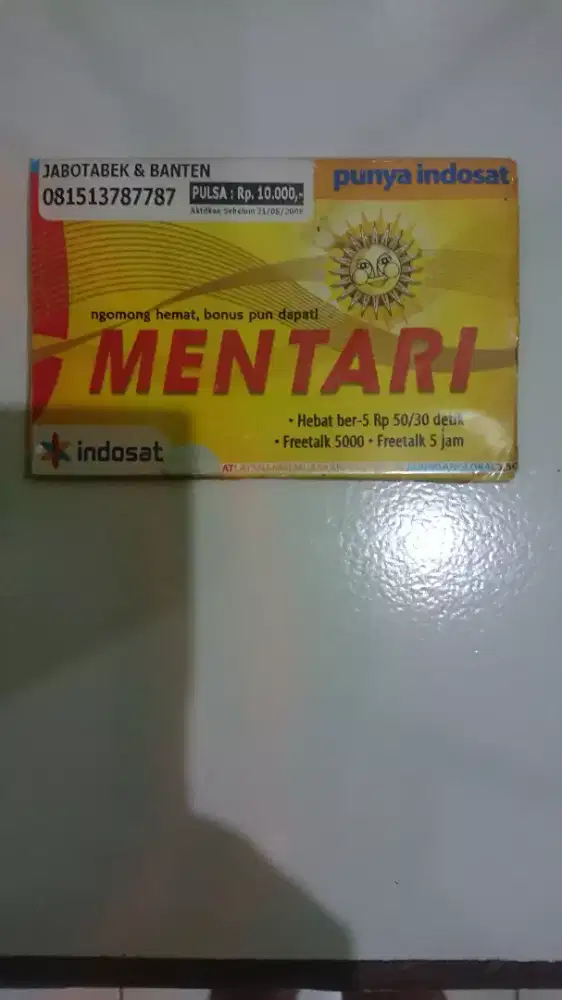 JABOTABEK & BANTEN
081513787787
PULSA : Rp. 10.000,-
punya indosat
ngomong hemat, bonus pun dapat!
MENTARI
• Hebat ber-5 Rp 50/30 detik
• Freetalk 5000 • Freetalk 5 jam
indosat